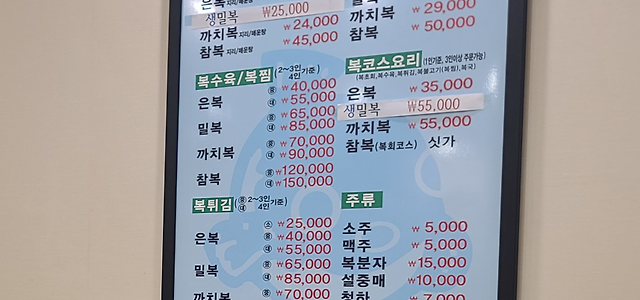 은복 지리/매운탕
생밀복 ₩25,000
까치복 지리/매운탕 ₩24,000
참복 지리/매운탕 ₩45,000
복수육/복찜 (중 2~3인 대 4인 기준)
은복 중 ₩40,000
대 ₩55,000
밀복 중 ₩65,000
대 ₩85,000
까치복 중 ₩70,000
대 ₩90,000
참복 중 ₩120,000
대 ₩150,000
복튀김 (중 2~3인 대 4인 기준)
은복 소 ₩25,000
중 ₩40,000
대 ₩55,000
밀복 중 ₩65,000
대 ₩85,000
까치복 중 ₩70,000
까치복 ₩29,000
참복 ₩50,000
복코스요리 (1인기준, 3인이상 주문가능)
(복초회, 복수육, 복튀김, 복불고기(복찜), 복국)
은복 ₩35,000
생밀복 ₩55,000
까치복 ₩55,000
참복(복회코스) 싯가
주류
소주 ₩5,000
맥주 ₩5,000
복분자 ₩15,000
설중매 ₩10,000
청하 ₩7,000